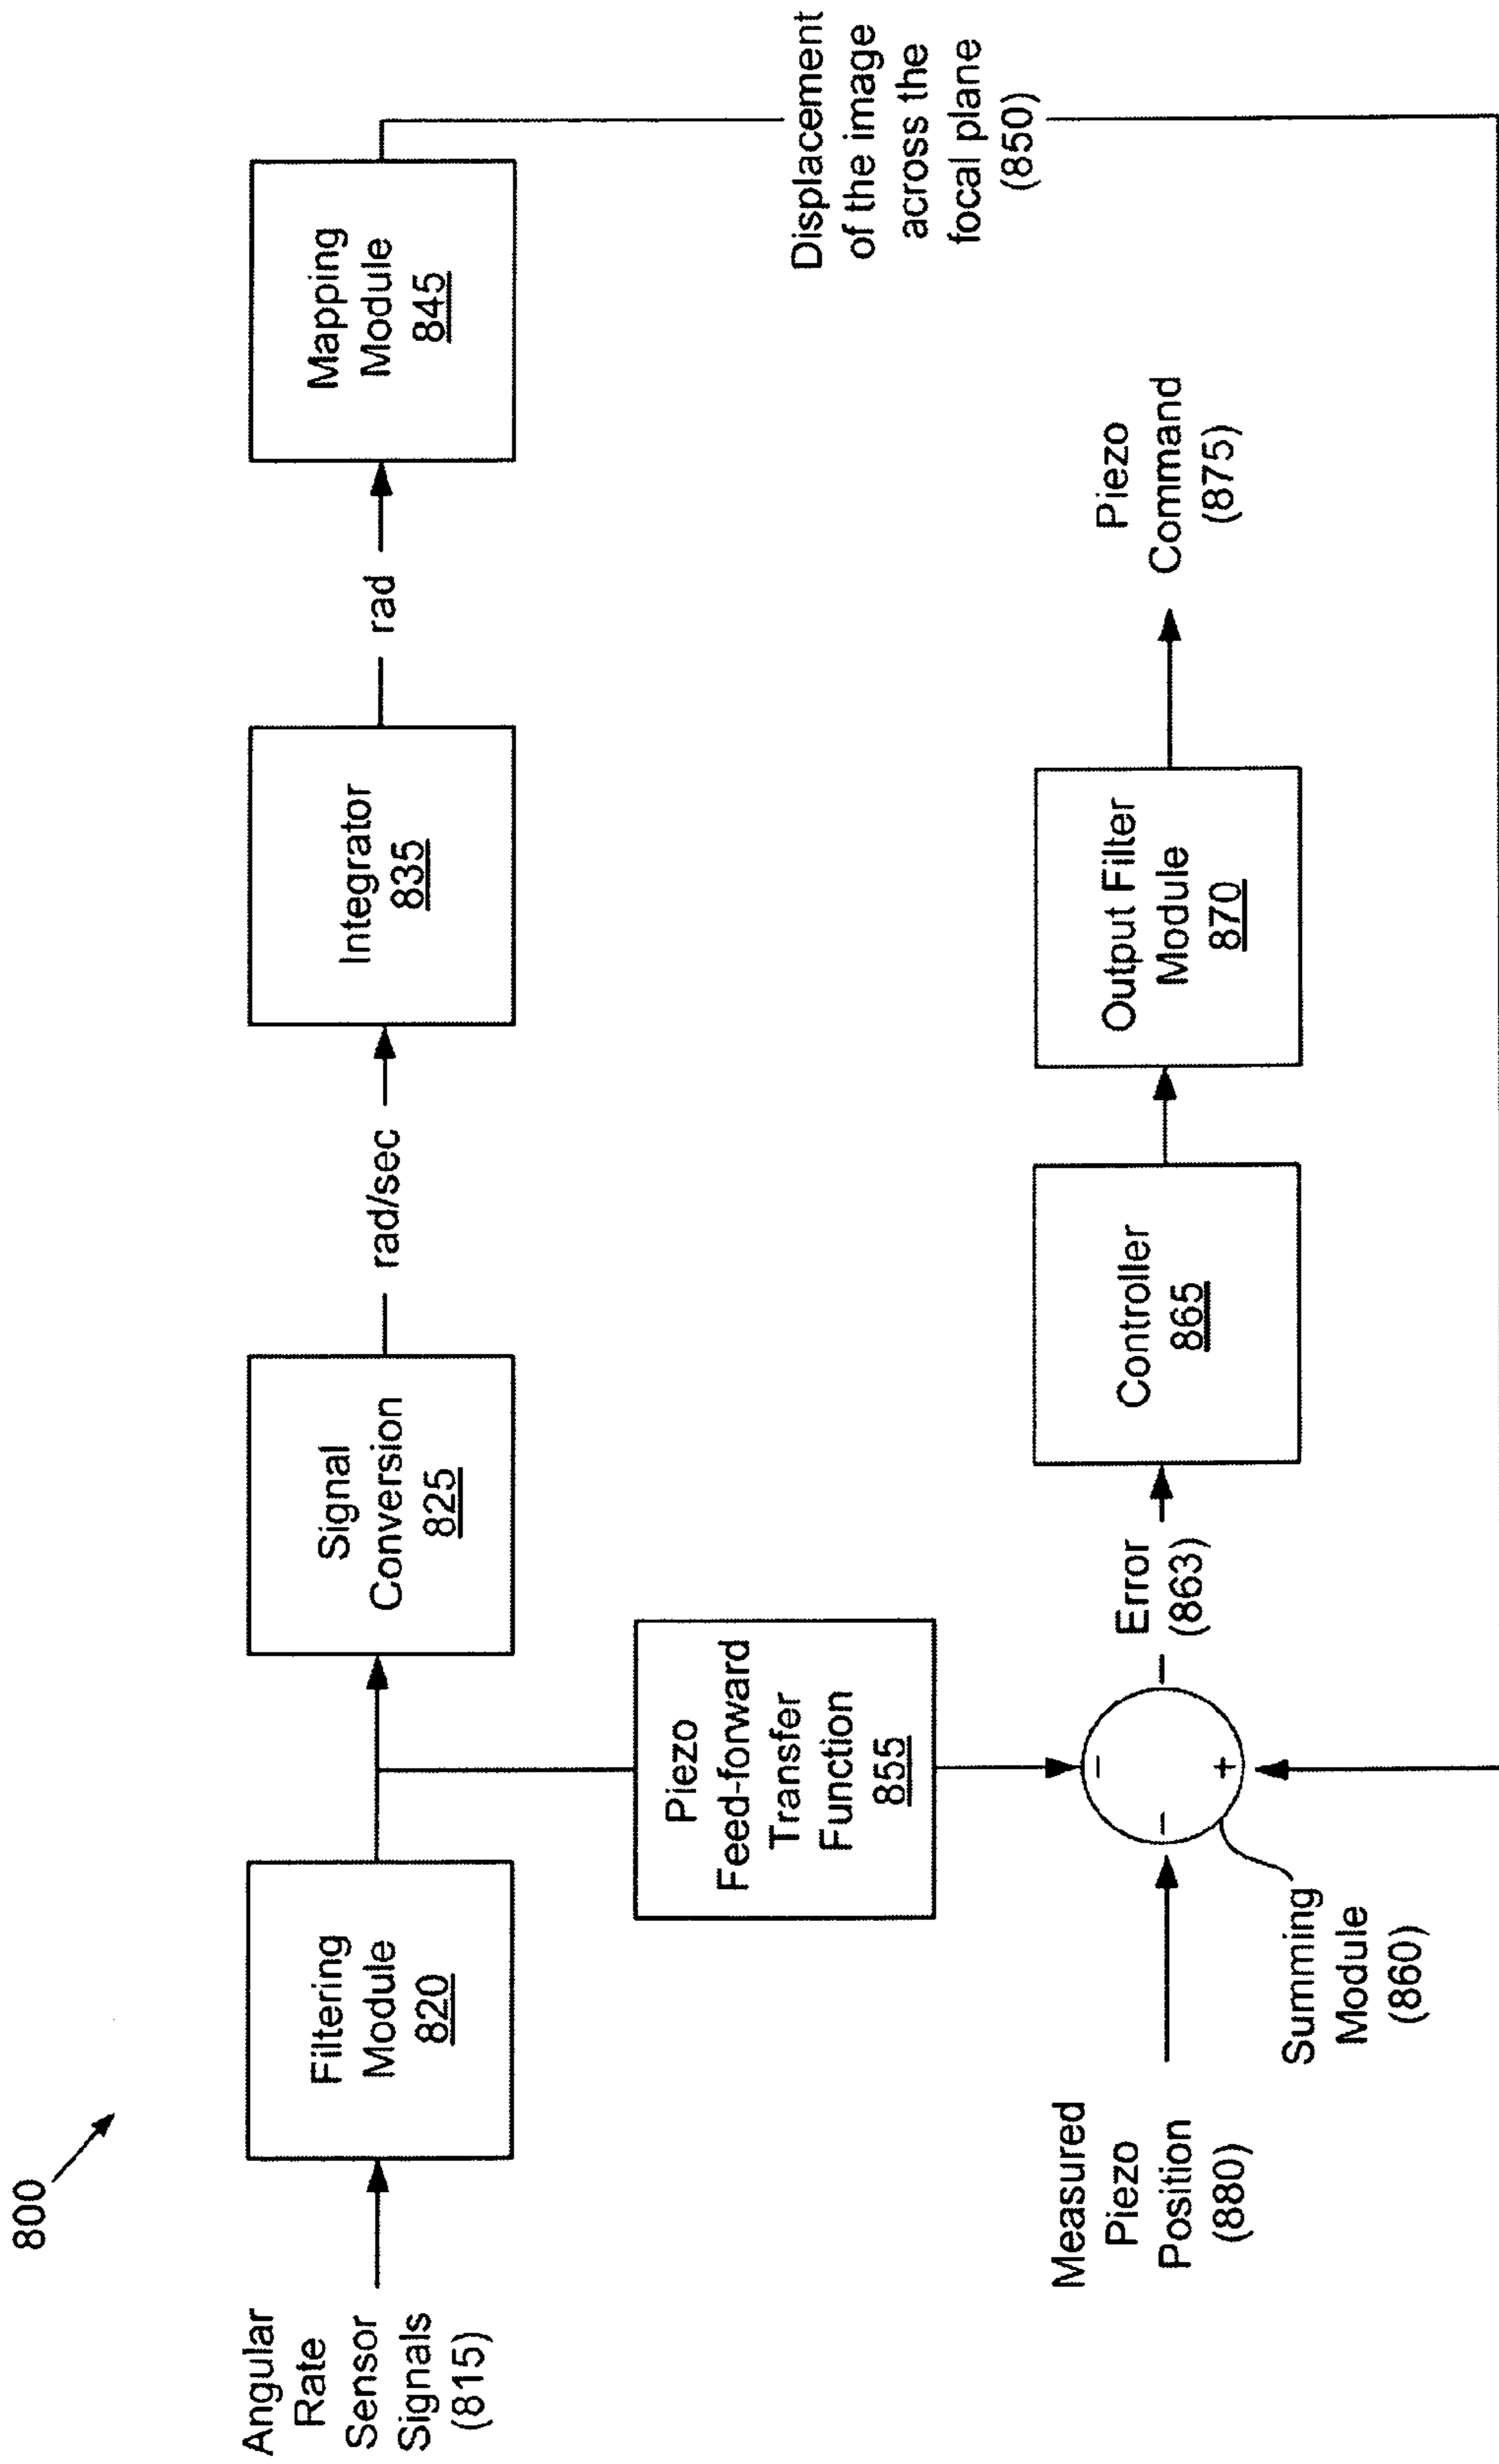 800
Angular
Rate
Sensor
Signals
(815)
Filtering
Module
820
Signal
Conversion
825
rad/sec
Integrator
835
rad
Mapping
Module
845
Displacement
of the image
across the
focal plane
(850)
Piezo
Feed-forward
Transfer
Function
855
Measured
Piezo
Position
(880)
−
−
+
Summing
Module
(860)
Error
(863)
Controller
865
Output Filter
Module
870
Piezo
Command
(875)